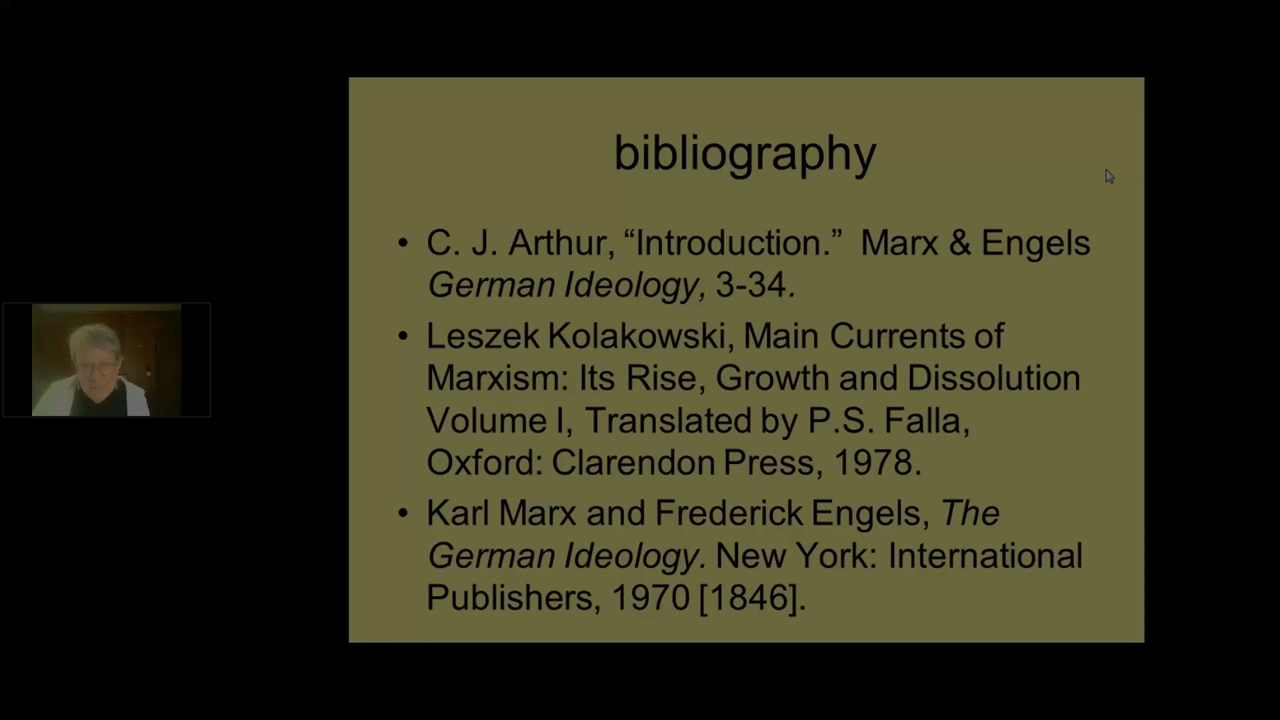 bibliography
• C. J. Arthur, “Introduction.”  Marx & Engels
German Ideology, 3-34.
• Leszek Kolakowski, Main Currents of
Marxism: Its Rise, Growth and Dissolution
Volume I, Translated by P.S. Falla,
Oxford: Clarendon Press, 1978.
• Karl Marx and Frederick Engels, The
German Ideology. New York: International
Publishers, 1970 [1846].